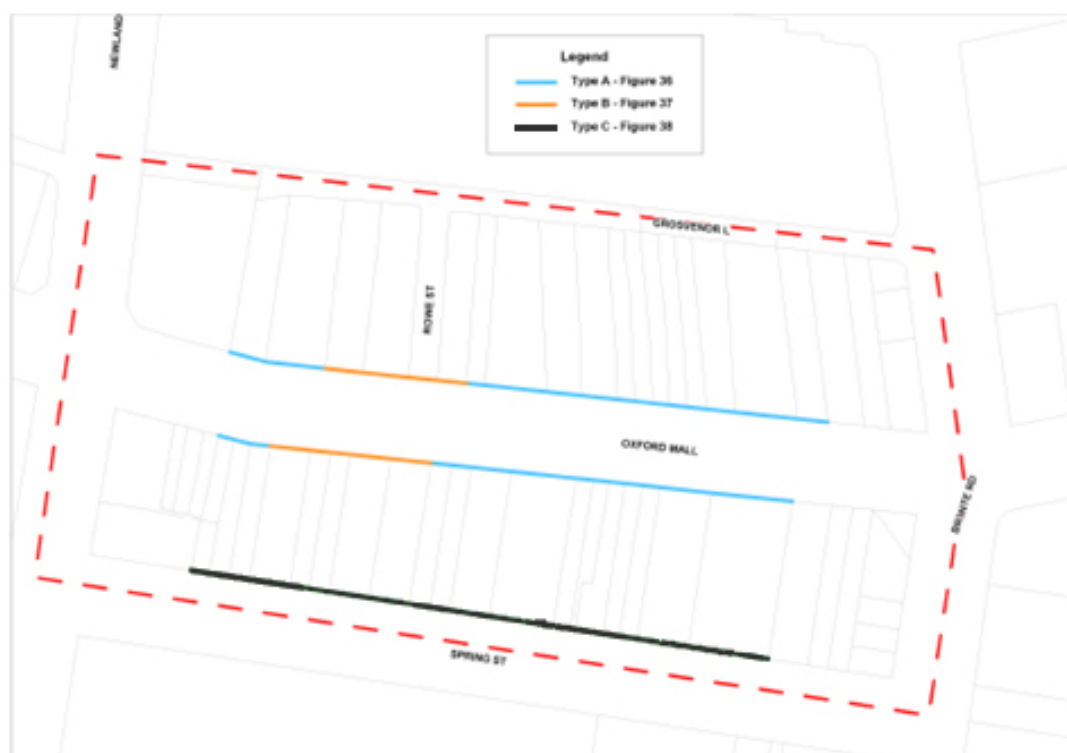 NEWLAND
Legend
Type A - Figure 36
Type B - Figure 37
Type C - Figure 38
GROSVENOR L
ROWE ST
OXFORD MALL
BRONTE RD
SPRING ST